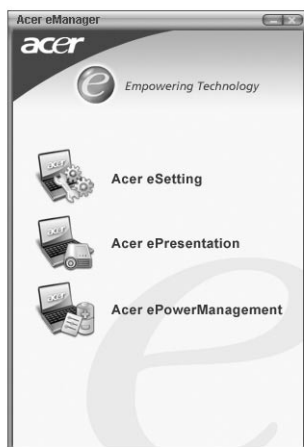 Acer eManager
acer
e Empowering Technology
Acer eSetting
Acer ePresentation
Acer ePowerManagement